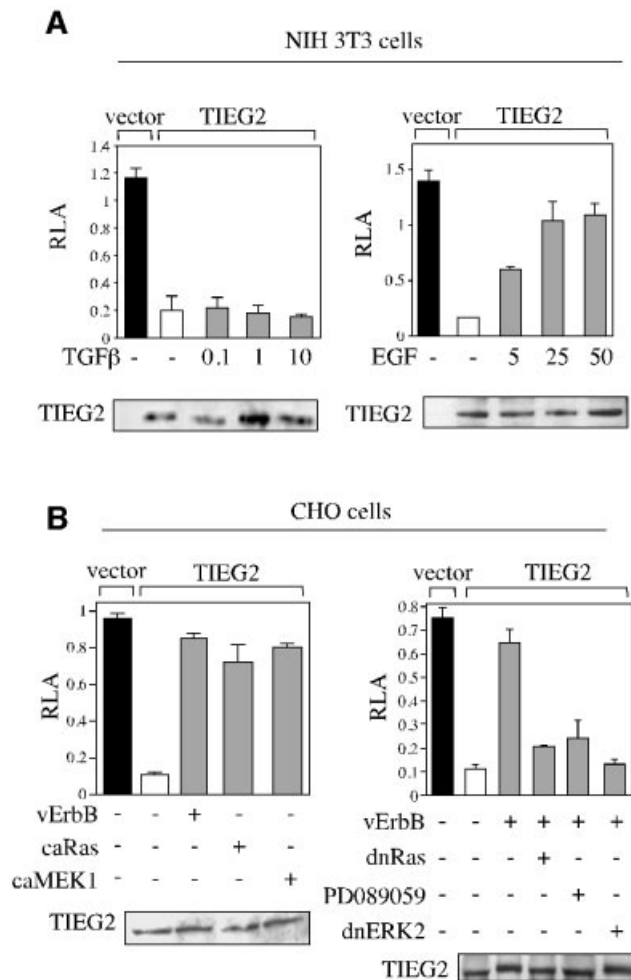 A
NIH 3T3 cells
vector TIEG2
1.4
1.2
1
0.8
0.6
0.4
0.2
0
RLA
TGFβ - - 0.1 1 10
TIEG2
vector TIEG2
1.5
1
0.5
0
RLA
EGF - - 5 25 50
TIEG2
B
CHO cells
vector TIEG2
1
0.8
0.6
0.4
0.2
0
RLA
vErbB - - + - -
caRas - - - + -
caMEK1 - - - - +
TIEG2
vector TIEG2
0.8
0.7
0.6
0.5
0.4
0.3
0.2
0.1
0
RLA
vErbB - - + + + +
dnRas - - - + - -
PD089059 - - - - + -
dnERK2 - - - - - +
TIEG2